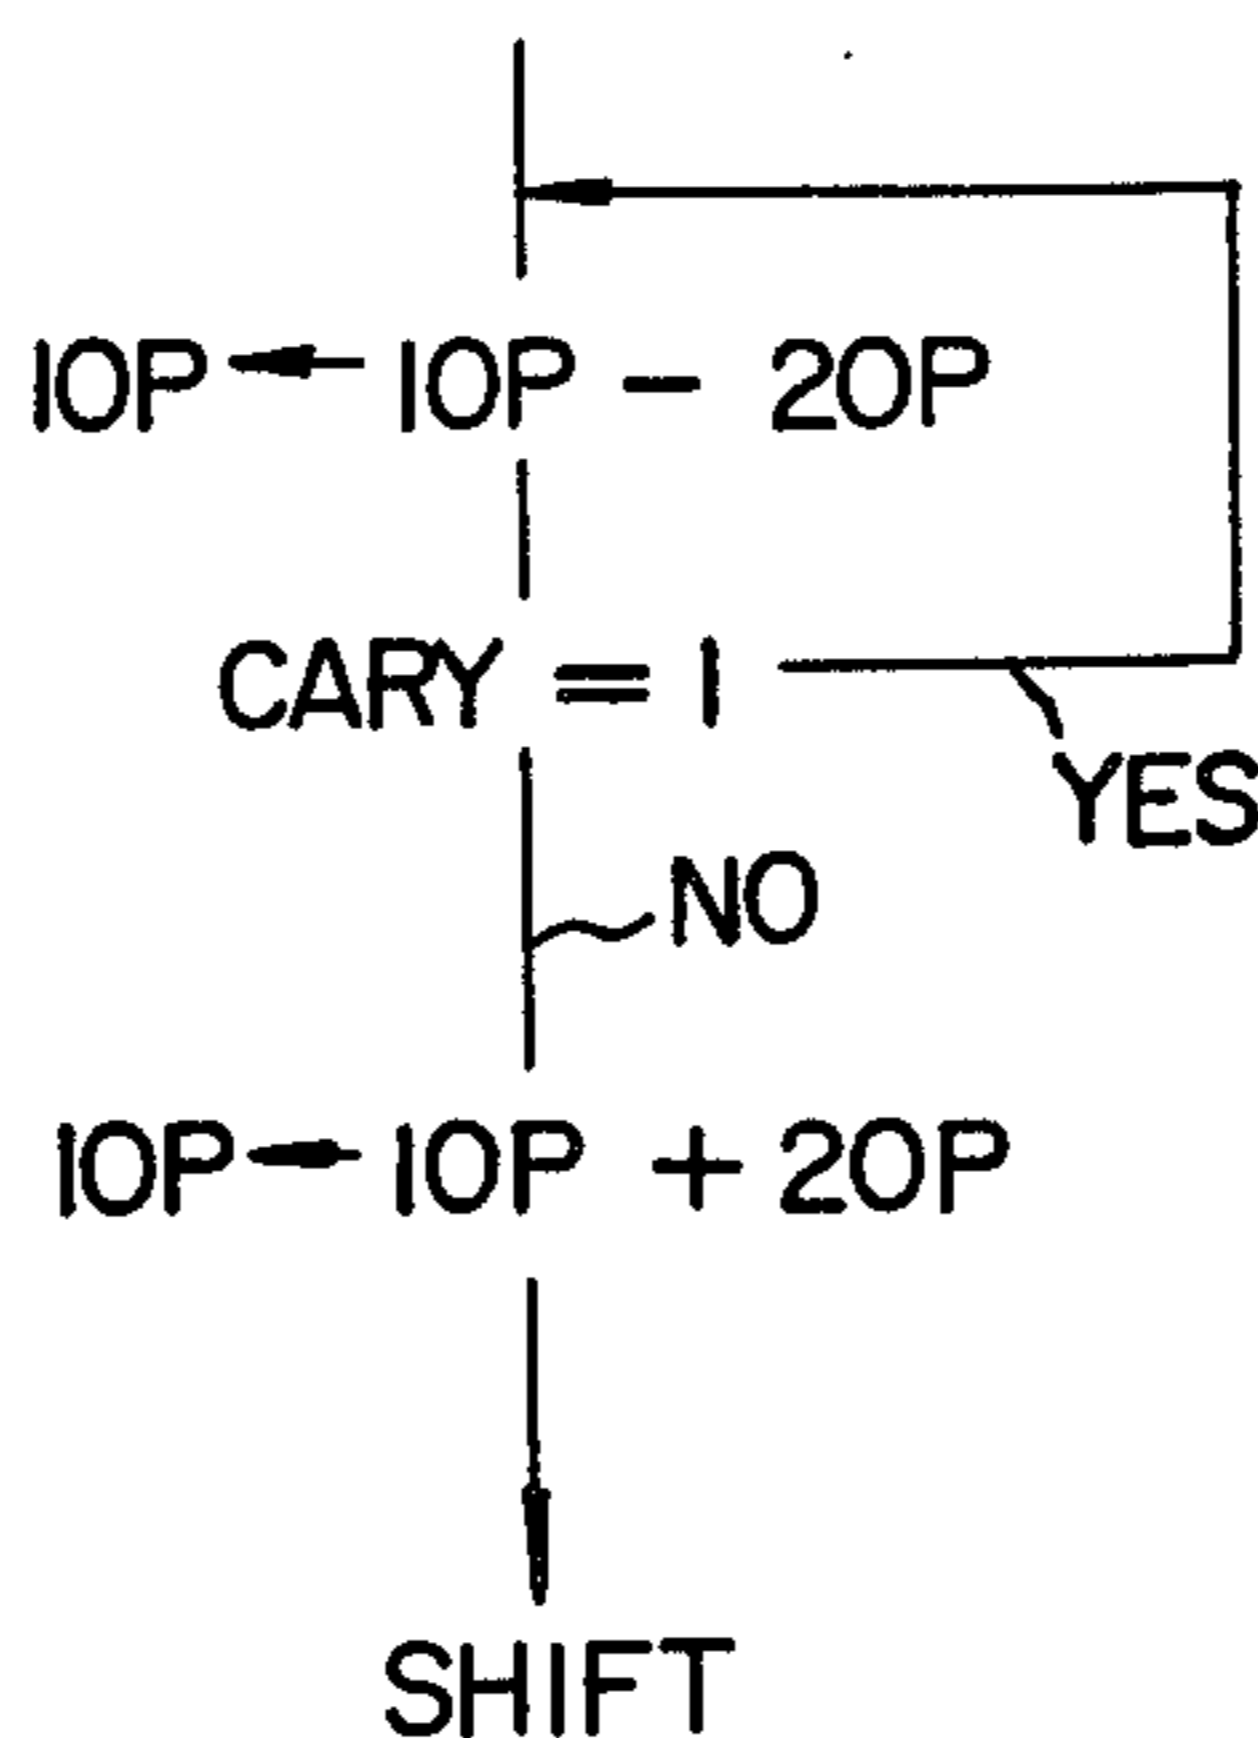 1OP ← 1OP - 2OP
CARY = 1
YES
NO
1OP ← 1OP + 2OP
SHIFT